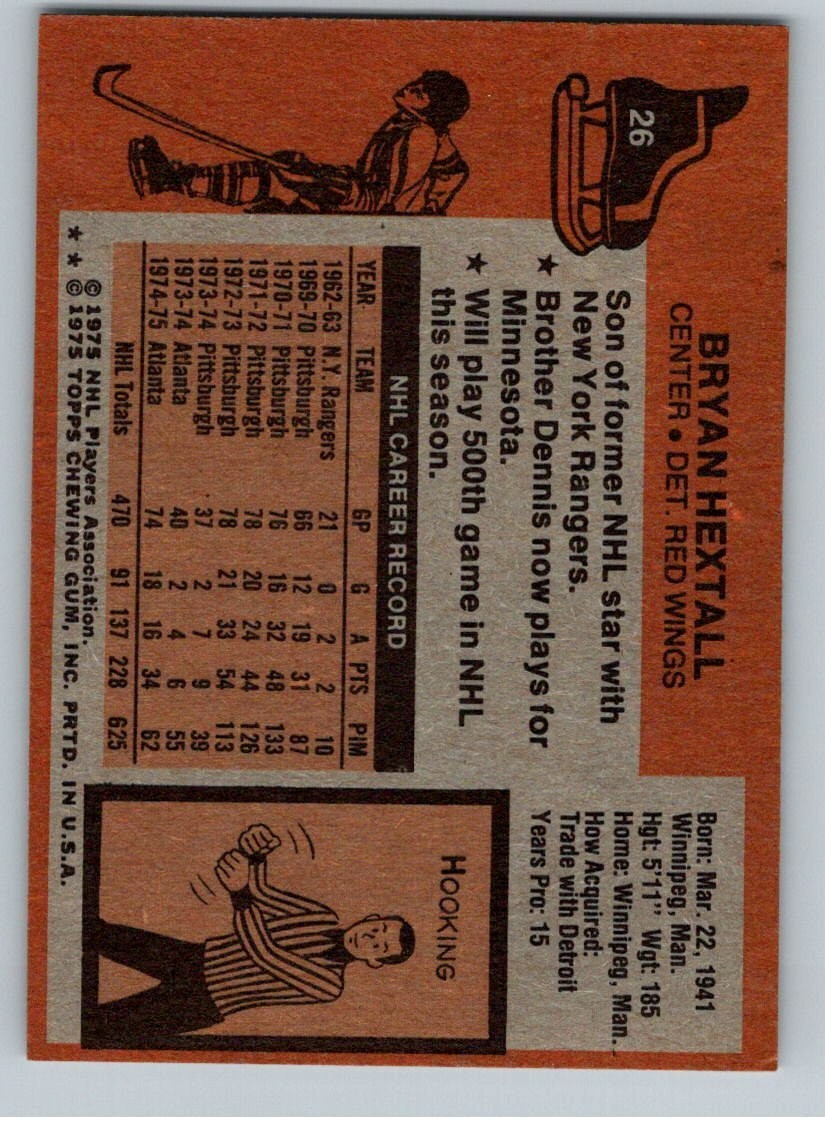 26
BRYAN HEXTALL
CENTER • DET. RED WINGS
Born: Mar. 22, 1941
Winnipeg, Man.
Hgt: 5'11" Wgt: 185
Home: Winnipeg, Man.
How Acquired:
Trade with Detroit
Years Pro: 15
Son of former NHL star with
New York Rangers.
★ Brother Dennis now plays for
Minnesota.
★ Will play 500th game in NHL
this season.
NHL CAREER RECORD
YEAR TEAM GP G A PTS PIM
1962-63 N.Y. Rangers 21 0 2 2 10
1969-70 Pittsburgh 66 12 19 31 87
1970-71 Pittsburgh 76 16 32 48 133
1971-72 Pittsburgh 78 20 24 44 126
1972-73 Pittsburgh 78 21 33 54 113
1973-74 Pittsburgh 37 2 7 9 39
1973-74 Atlanta 40 2 4 6 55
1974-75 Atlanta 74 18 16 34 62
NHL Totals 470 91 137 228 625
HOOKING
© 1975 NHL Players Association.
★ ★ © 1975 TOPPS CHEWING GUM, INC. PRTD. IN U.S.A.